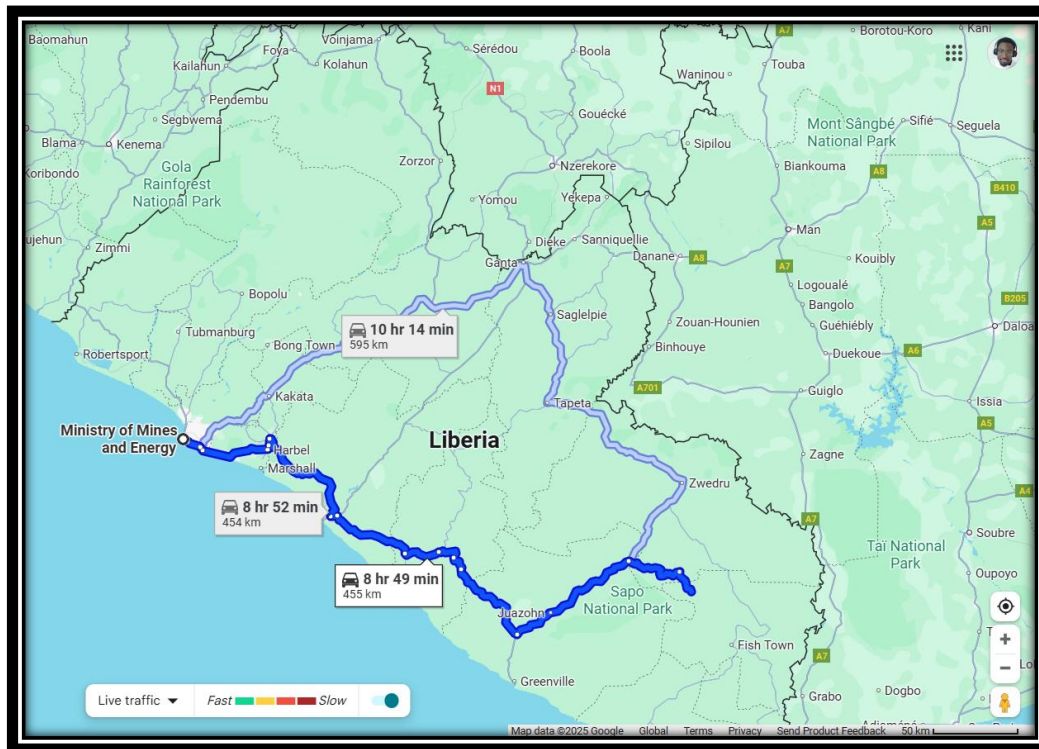 Baomahun
Kailahun
Foya
Voinjama
Kolahun
Sérédou
Boola
A7
Borotou-Koro
Kani
Waninou
Touba
Pendembu
Segbwema
Blama
Kenema
Koribondo
N1
Gouécké
Zorzor
Nzerekore
Sipilou
Mont Sângbé
National Park
Sifié
Seguela
Biankouma
A8
B410
Gola
Rainforest
National Park
Yomou
Yekepa
A5
Man
ujehun
Zimmi
Diéke
Sanniquellie
Ganta
Danane
A8
A7
Kouibly
Logoualé
Bangolo
B205
Bopolu
Saglelpie
10 hr 14 min
595 km
Zouan-Hounien
Guéhiébly
Daloa
Tubmanburg
Robertsport
Bong Town
Binhouye
Duekoue
A6
A701
Guiglo
Issia
A5
Kakata
Tapeta
Ministry of Mines
and Energy
Harbel
Marshall
Liberia
Zagne
Zwedru
A4
8 hr 52 min
454 km
A7
Soubre
Taï National
Park
Oupoyo
8 hr 49 min
455 km
Sapo
National Park
Juazohn
Fish Town
A7
Greenville
Grabo
Dogbo
Live traffic
Fast
Slow
Map data ©2025 Google
Global
Terms
Privacy
Send Product Feedback
50 km